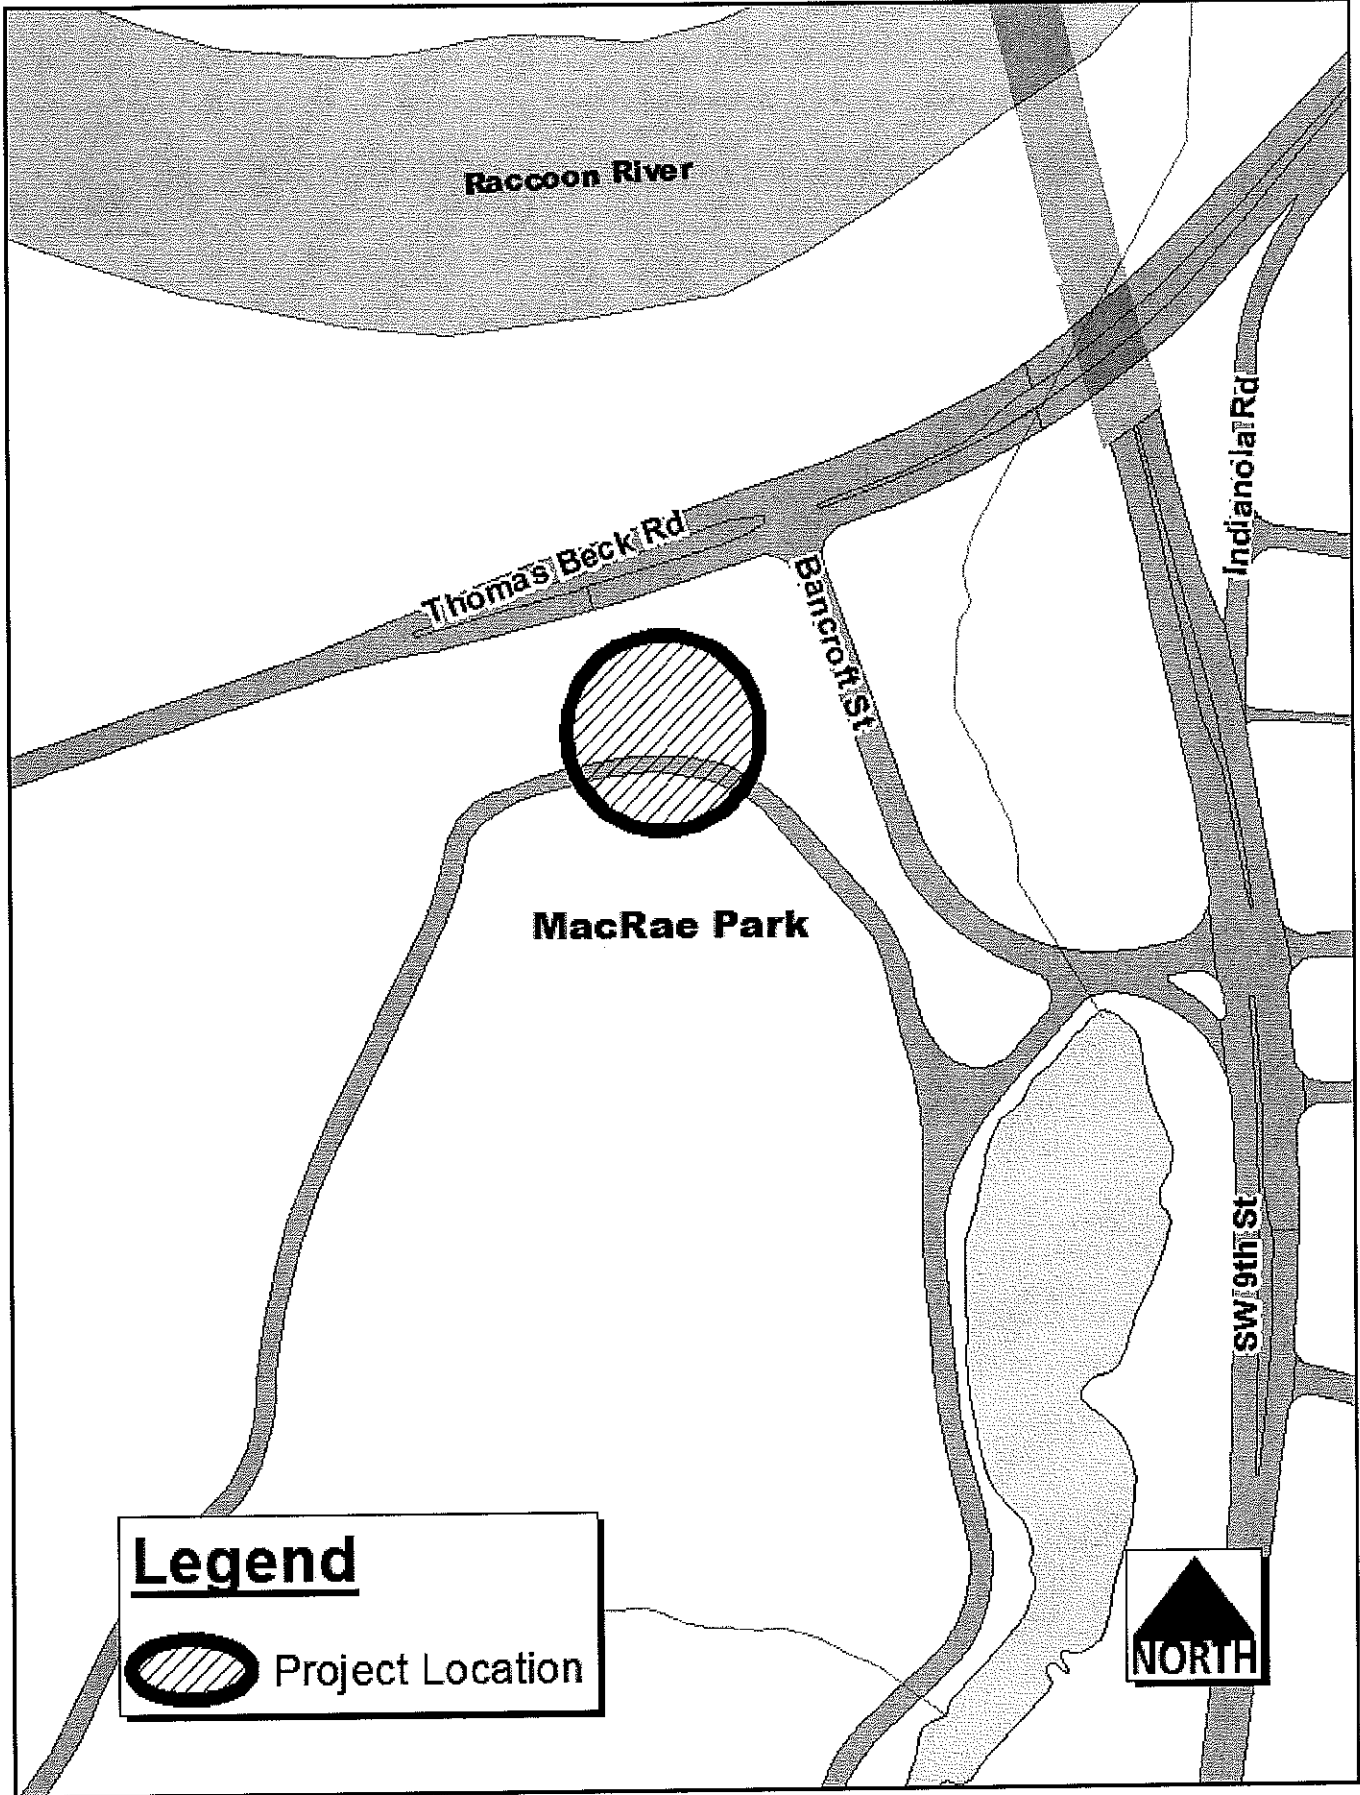 Raccoon River
Indianola Rd
Thomas Beck Rd
Bancroft St
MacRae Park
SW 9th St
Legend
Project Location
NORTH